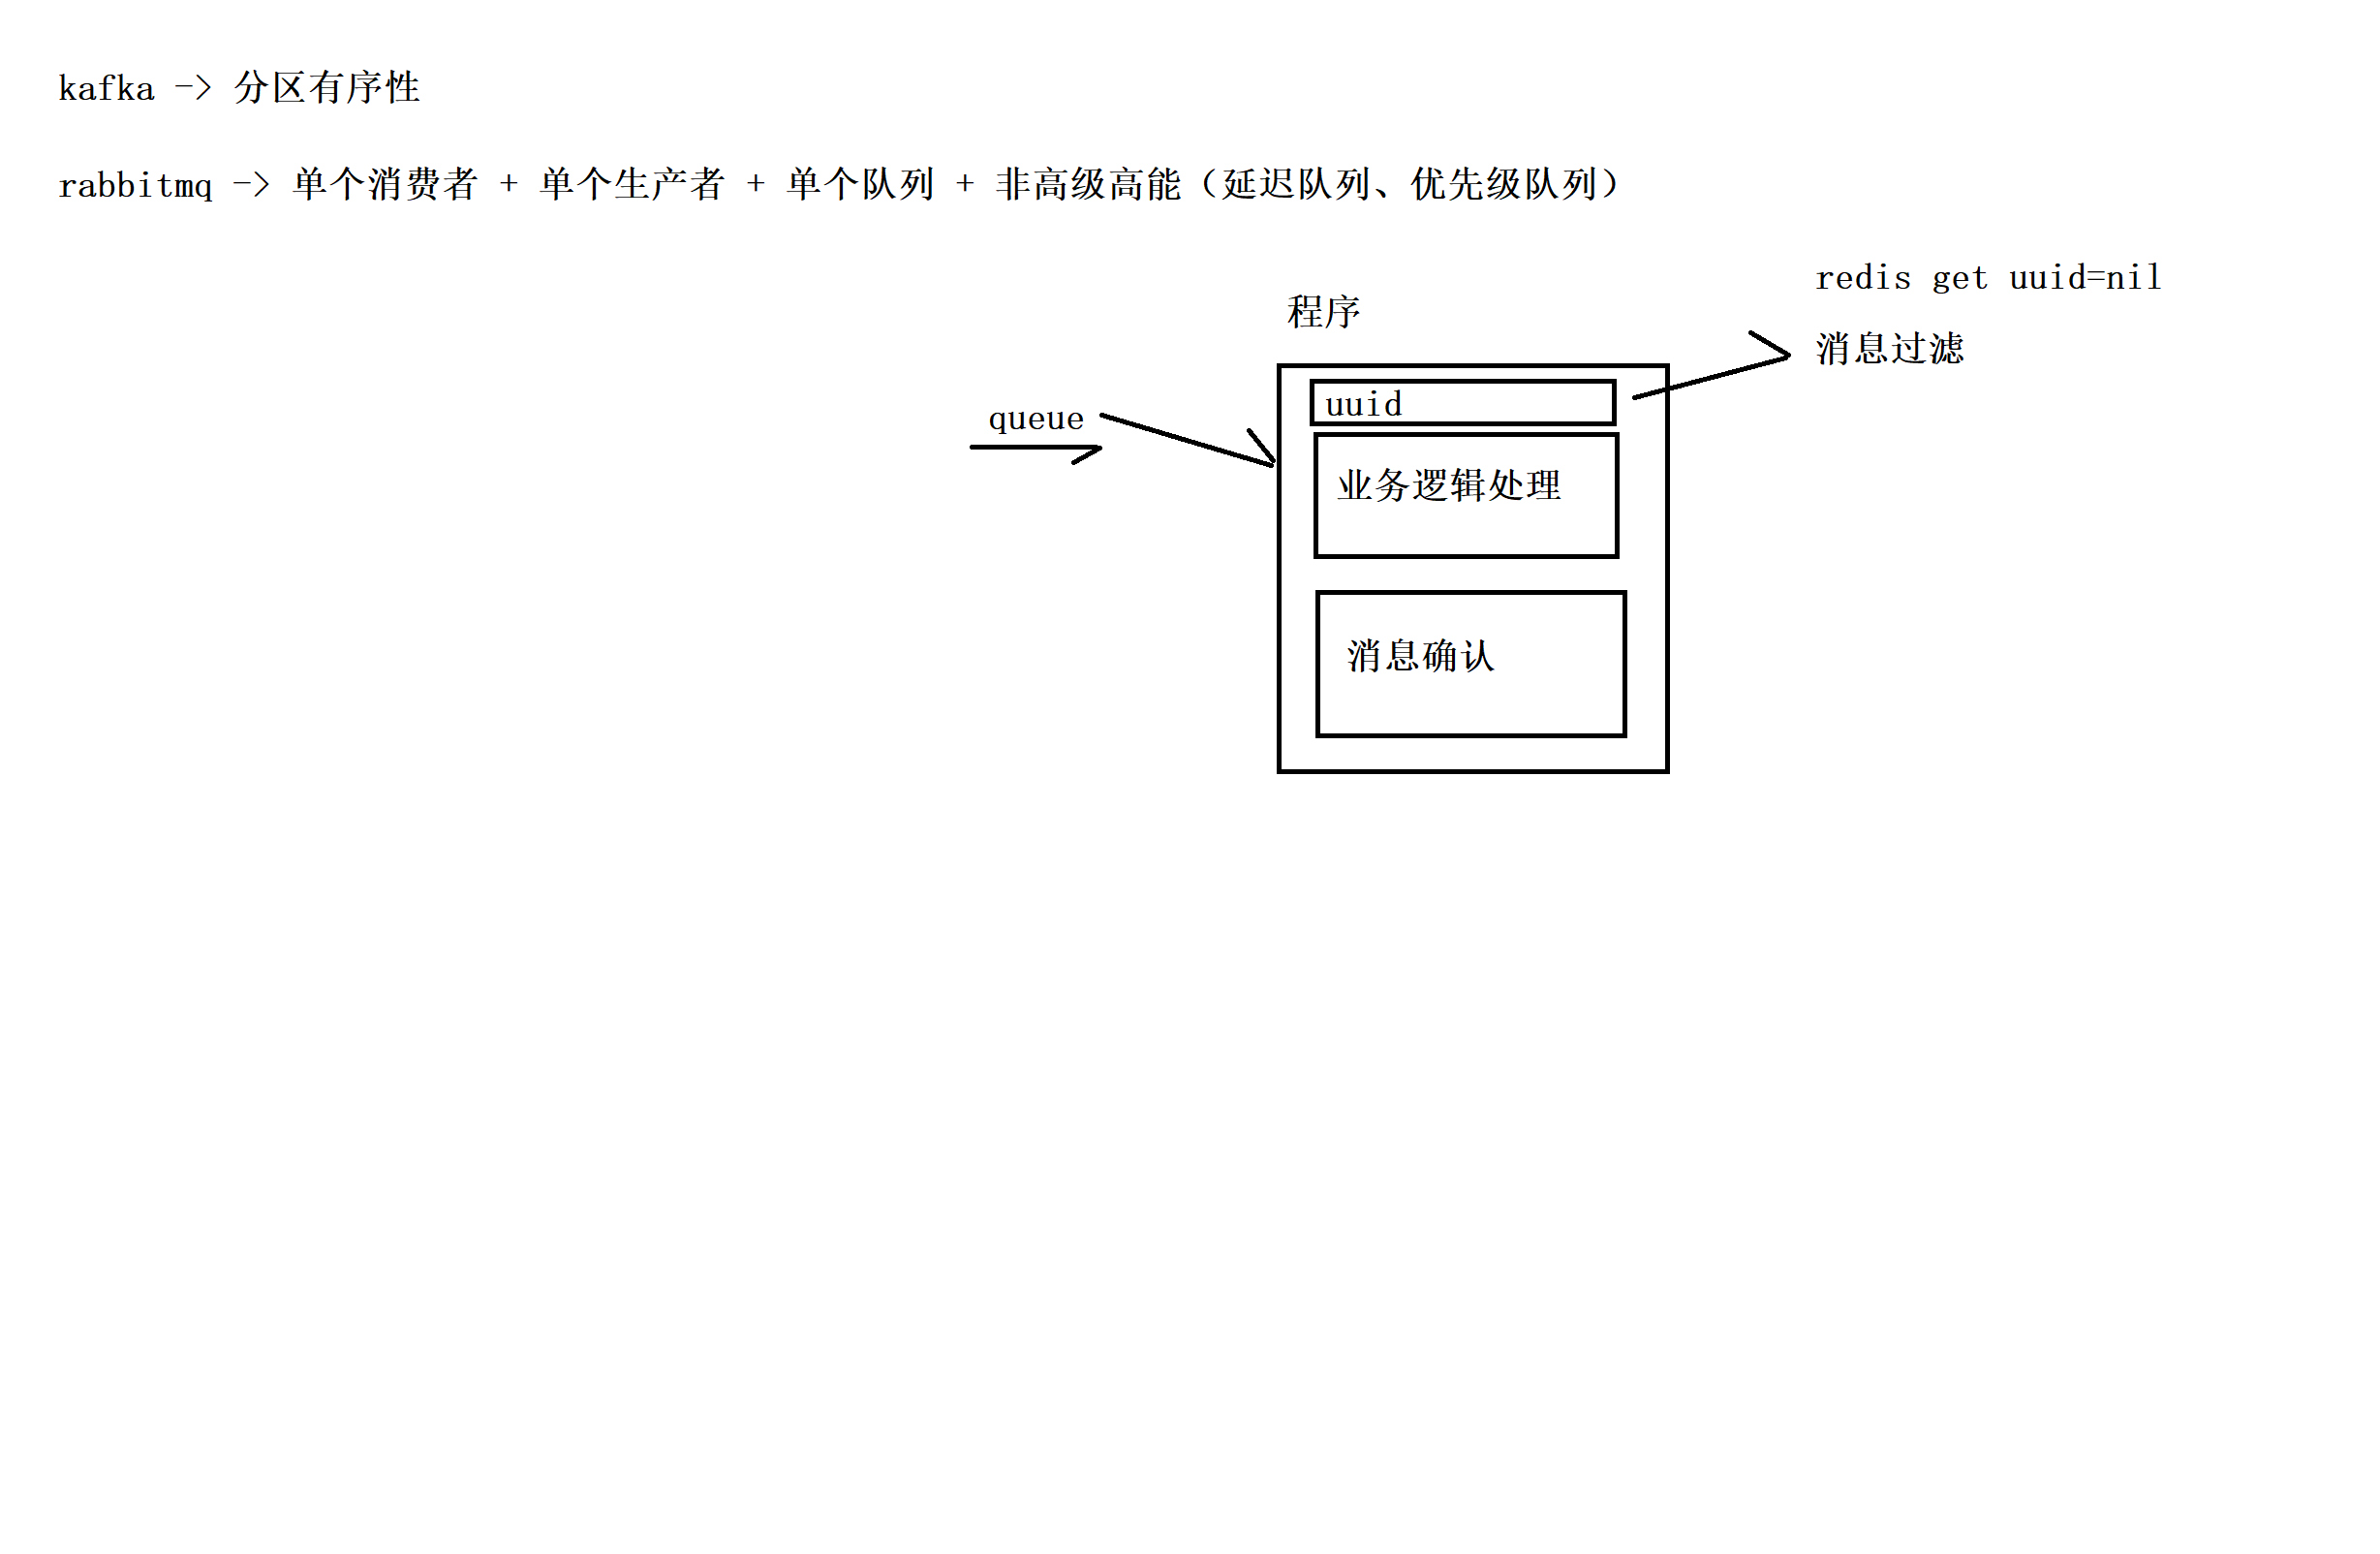 kafka -> 分区有序性
rabbitmq -> 单个消费者 + 单个生产者 + 单个队列 + 非高级高能（延迟队列、优先级队列）
redis get uuid=nil
程序
消息过滤
uuid
queue
业务逻辑处理
消息确认